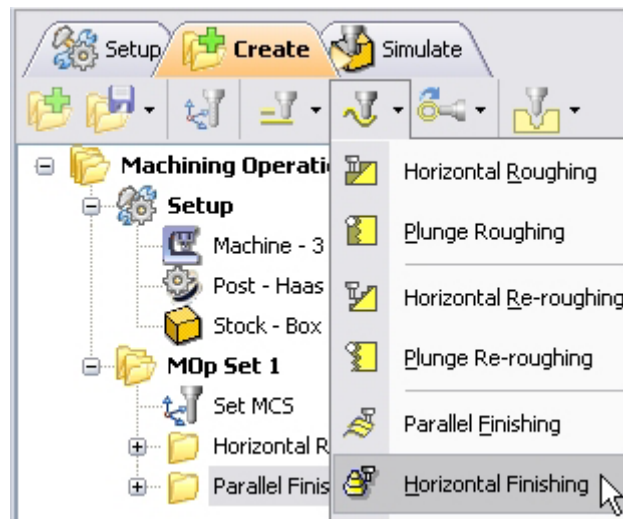 Setup Create Simulate
Machining Operati
Setup
Machine - 3
Post - Haas
Stock - Box
MOp Set 1
Set MCS
Horizontal R
Parallel Finis
Horizontal Roughing
Plunge Roughing
Horizontal Re-roughing
Plunge Re-roughing
Parallel Finishing
Horizontal Finishing